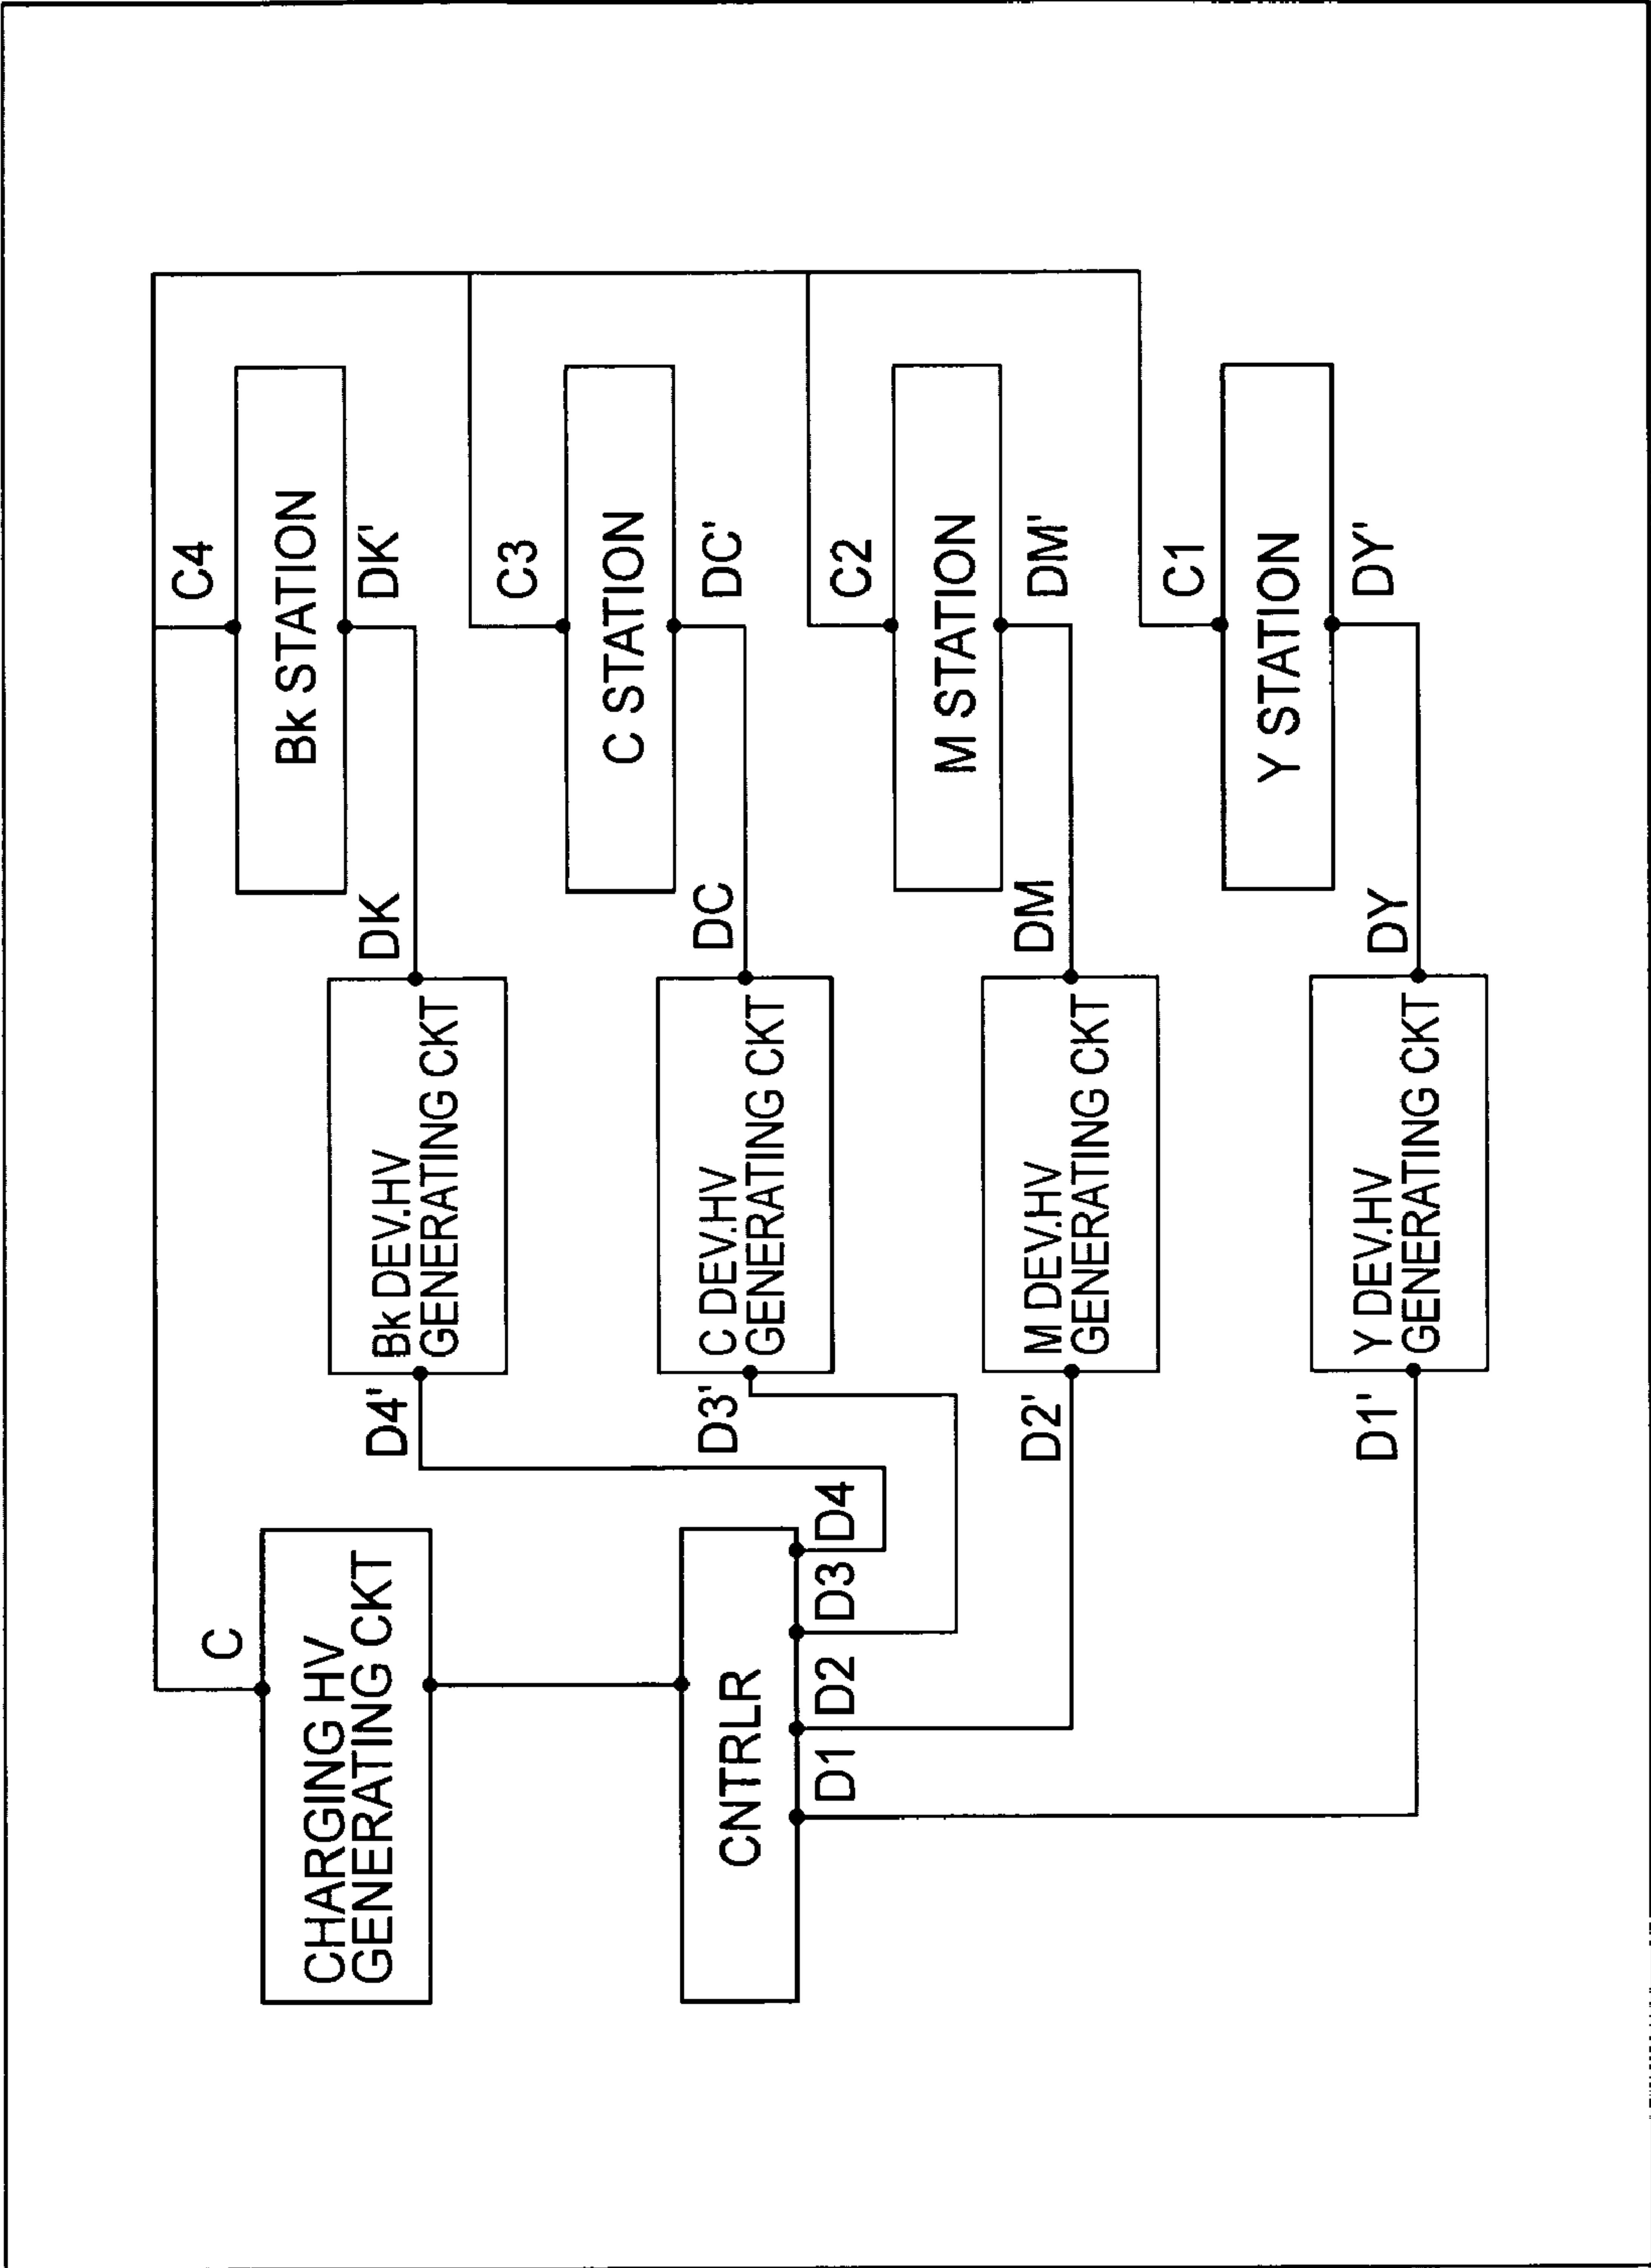 C
CHARGING HV
GENERATING CKT
CNTRLR
D1
D2
D3
D4
D4'
Bk DEV.HV
GENERATING CKT
DK
C4
Bk STATION
DK'
D3'
C DEV.HV
GENERATING CKT
DC
C3
C STATION
DC'
D2'
M DEV.HV
GENERATING CKT
DM
C2
M STATION
DM'
D1'
Y DEV.HV
GENERATING CKT
DY
C1
Y STATION
DY'